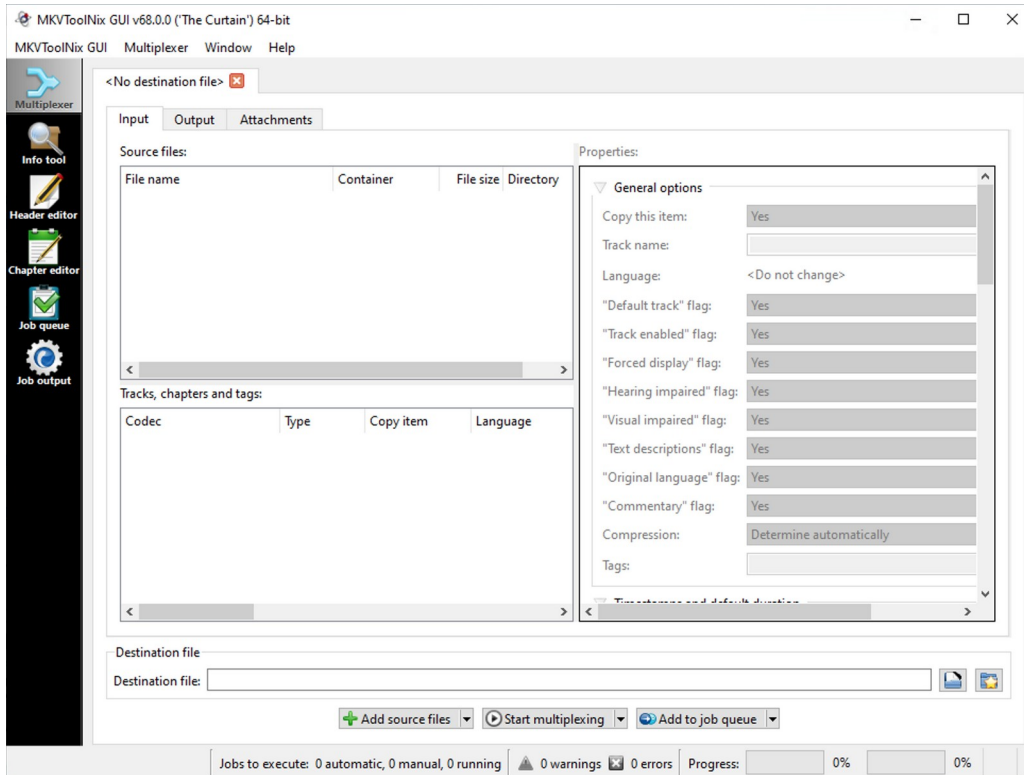 MKVToolNix GUI v68.0.0 ('The Curtain') 64-bit
MKVToolNix GUI Multiplexer Window Help
<No destination file>
Multiplexer
Info tool
Header editor
Chapter editor
Job queue
Job output
Input Output Attachments
Source files:
File name Container File size Directory
Tracks, chapters and tags:
Codec Type Copy item Language
Properties:
General options
Copy this item: Yes
Track name:
Language: <Do not change>
"Default track" flag: Yes
"Track enabled" flag: Yes
"Forced display" flag: Yes
"Hearing impaired" flag: Yes
"Visual impaired" flag: Yes
"Text descriptions" flag: Yes
"Original language" flag: Yes
"Commentary" flag: Yes
Compression: Determine automatically
Tags:
Timestamps and default duration
Destination file
Destination file:
Add source files Start multiplexing Add to job queue
Jobs to execute: 0 automatic, 0 manual, 0 running 0 warnings 0 errors Progress: 0% 0%